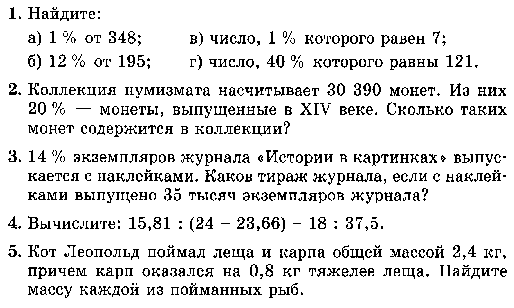 1. Найдите:
а) 1 % от 348; в) число, 1 % которого равен 7;
б) 12 % от 195; г) число, 40 % которого равны 121.
2. Коллекция нумизмата насчитывает 30 390 монет. Из них
20 % — монеты, выпущенные в XIV веке. Сколько таких
монет содержится в коллекции?
3. 14 % экземпляров журнала «Истории в картинках» выпус-
кается с наклейками. Каков тираж журнала, если с наклей-
ками выпущено 35 тысяч экземпляров журнала?
4. Вычислите: 15,81 : (24 – 23,66) – 18 : 37,5.
5. Кот Леопольд поймал леща и карпа общей массой 2,4 кг,
причем карп оказался на 0,8 кг тяжелее леща. Найдите
массу каждой из пойманных рыб.